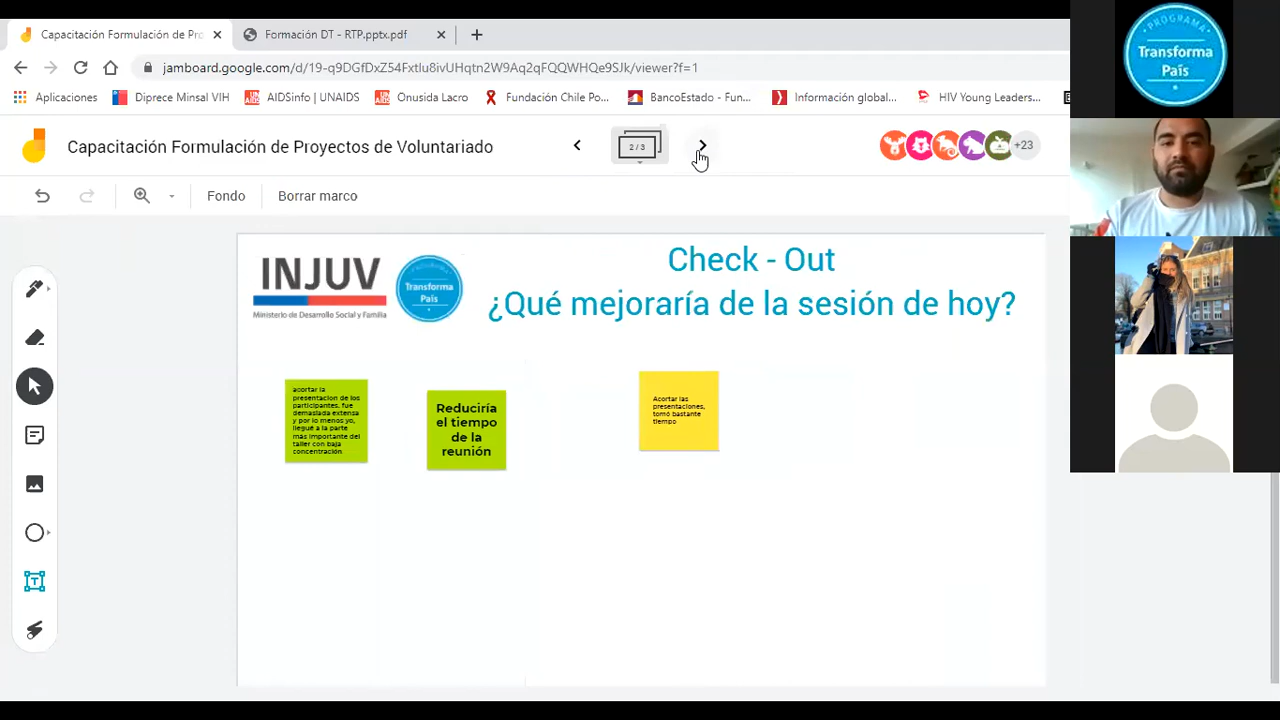 Capacitación Formulación de Pro
Formación DT - RTP.pptx.pdf
jamboard.google.com/d/19-q9DGfDxZ54Fxtlu8ivUHztn2W9Aq2qFQQWHQe9SJk/viewer?f=1
Aplicaciones
Diprece Minsal VIH
AIDSinfo | UNAIDS
Onusida Lacro
Fundación Chile Po...
BancoEstado - Fun...
Información global...
HIV Young Leaders...
Capacitación Formulación de Proyectos de Voluntariado
2 / 3
+23
Fondo
Borrar marco
PROGRAMA
Transforma
País
INJUV
Ministerio de Desarrollo Social y Familia
PROGRAMA
Transforma
País
Check - Out
¿Qué mejoraría de la sesión de hoy?
acortar la
presentacion de los
participantes, fue
demasiada extensa
y por lo menos yo,
llegué a la parte
más importante del
taller con baja
concentración
Reduciría
el tiempo
de la
reunión
Acortar las
presentaciones,
tomó bastante
tiempo